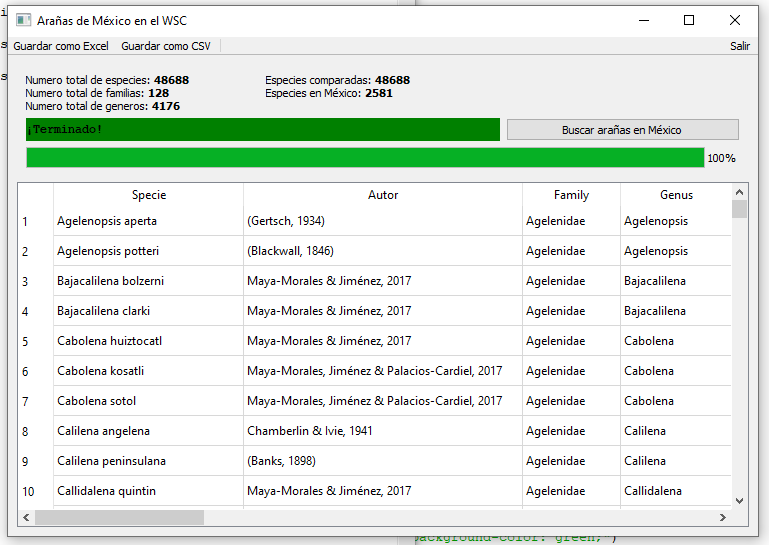 Arañas de México en el WSC
Guardar como Excel Guardar como CSV Salir
Numero total de especies: 48688 Especies comparadas: 48688
Numero total de familias: 128 Especies en México: 2581
Numero total de generos: 4176
¡Terminado! Buscar arañas en México
100%
Specie Autor Family Genus
1 Agelenopsis aperta (Gertsch, 1934) Agelenidae Agelenopsis
2 Agelenopsis potteri (Blackwall, 1846) Agelenidae Agelenopsis
3 Bajacalilena bolzerni Maya-Morales & Jiménez, 2017 Agelenidae Bajacalilena
4 Bajacalilena clarki Maya-Morales & Jiménez, 2017 Agelenidae Bajacalilena
5 Cabolena huiztocatl Maya-Morales & Jiménez, 2017 Agelenidae Cabolena
6 Cabolena kosatli Maya-Morales, Jiménez & Palacios-Cardiel, 2017 Agelenidae Cabolena
7 Cabolena sotol Maya-Morales, Jiménez & Palacios-Cardiel, 2017 Agelenidae Cabolena
8 Calilena angelena Chamberlin & Ivie, 1941 Agelenidae Calilena
9 Calilena peninsulana (Banks, 1898) Agelenidae Calilena
10 Callidalena quintin Maya-Morales & Jiménez, 2017 Agelenidae Callidalena
background-color: green;")